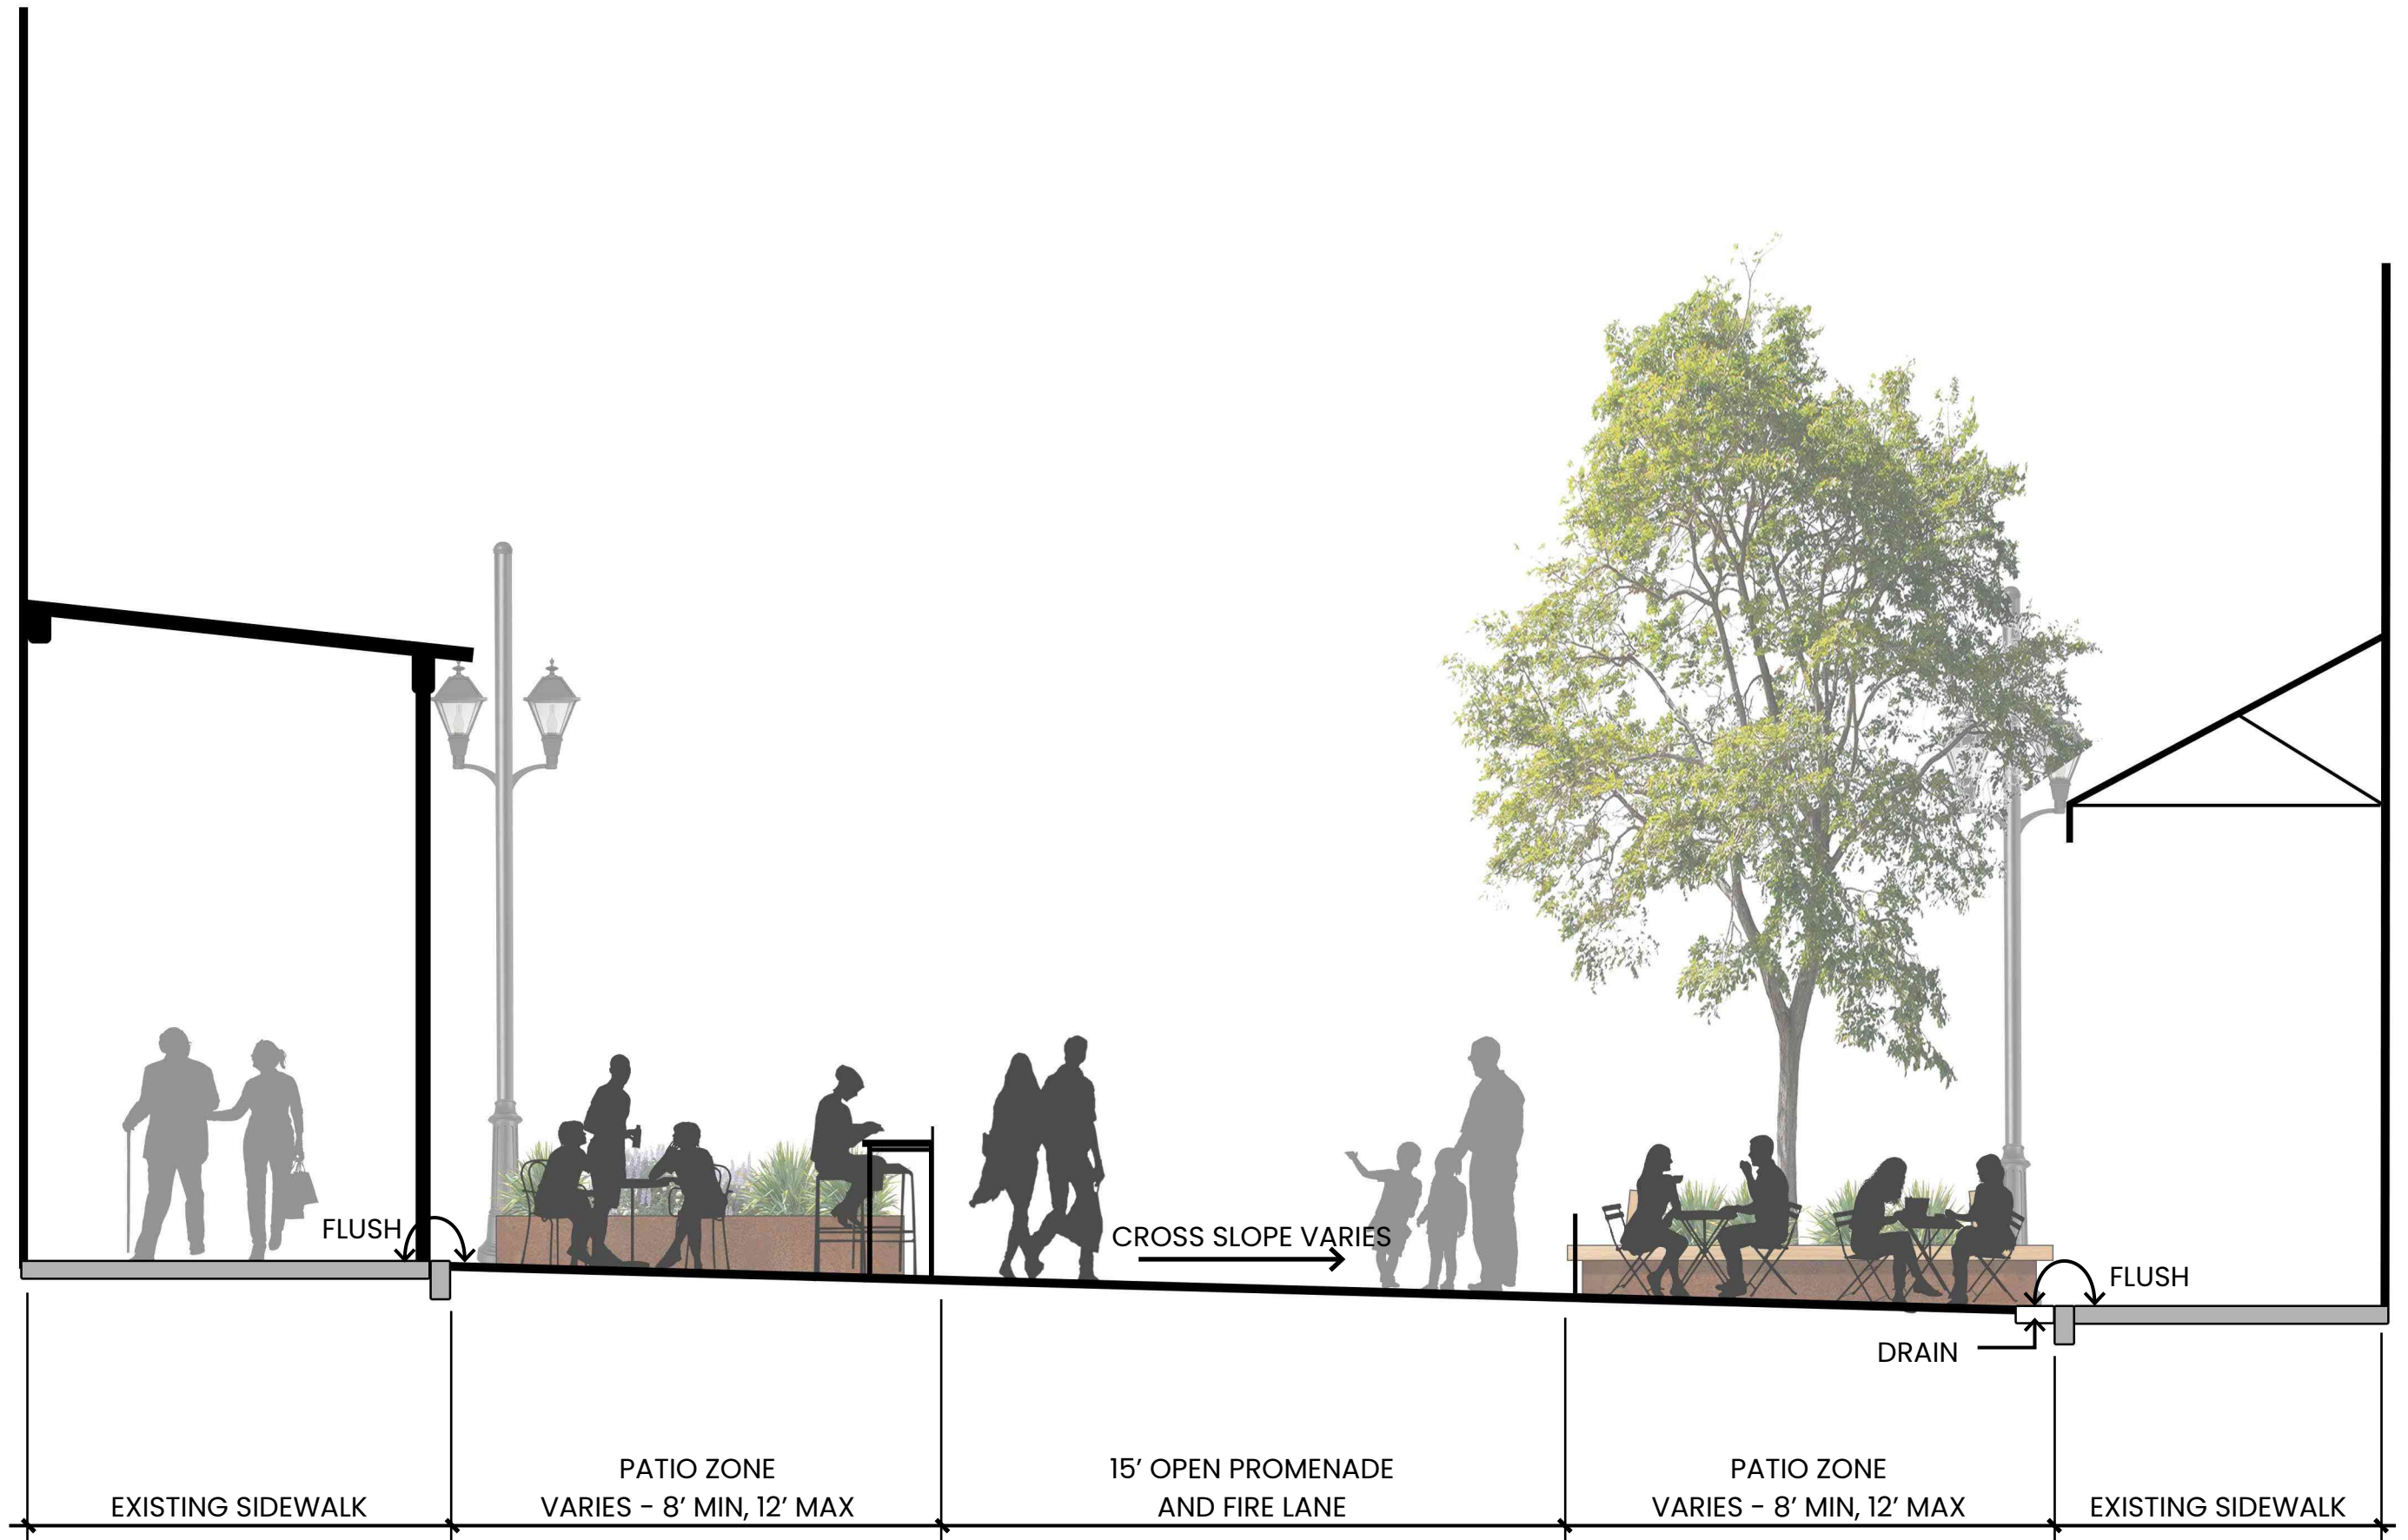 FLUSH
CROSS SLOPE VARIES
FLUSH
DRAIN
EXISTING SIDEWALK
PATIO ZONE
VARIES - 8’ MIN, 12’ MAX
15’ OPEN PROMENADE
AND FIRE LANE
PATIO ZONE
VARIES - 8’ MIN, 12’ MAX
EXISTING SIDEWALK